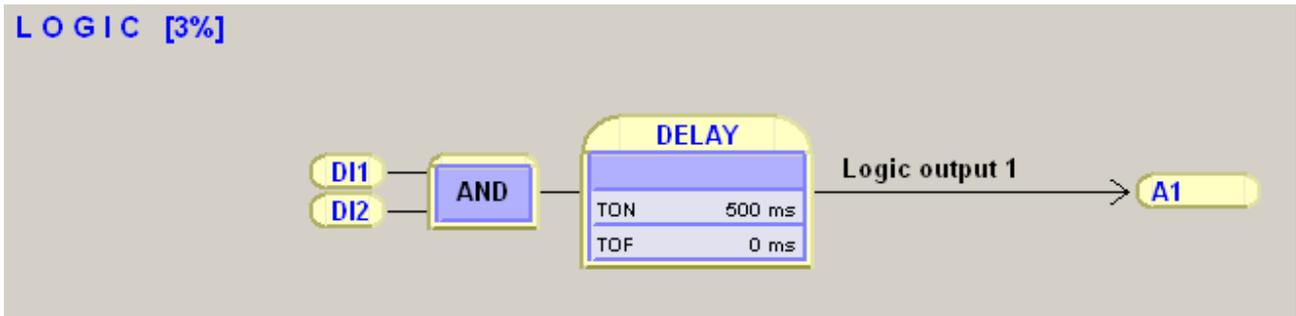 LOGIC [3%]
DELAY
DI1
DI2
AND
TON 500 ms
TOF 0 ms
Logic output 1
A1